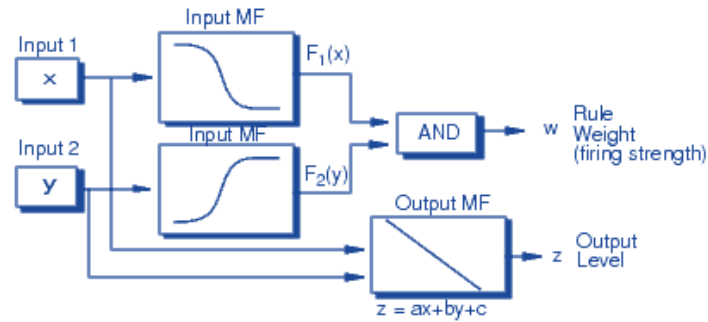 Input MF
Input 1
x
F₁(x)
AND
w
Rule
Weight
(firing strength)
Input MF
Input 2
y
F₂(y)
Output MF
z
Output
Level
z = ax+by+c